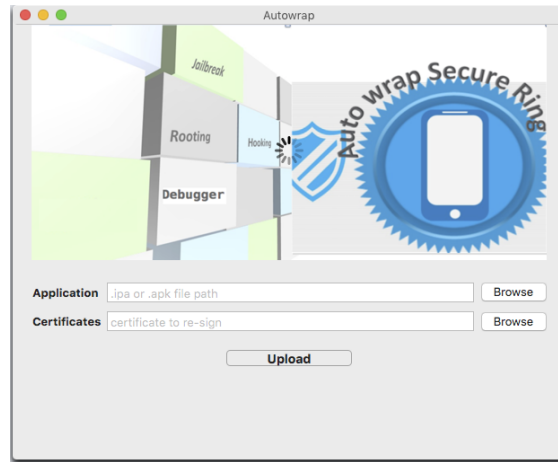 Autowrap
Jailbreak
Rooting
Hooking
Debugger
Auto wrap Secure Ring
Application
.ipa or .apk file path
Browse
Certificates
certificate to re-sign
Browse
Upload